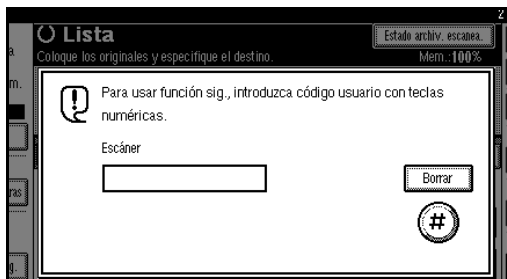 2
Lista
Estado archiv. escanea.
Coloque los originales y especifique el destino.
Mem.:100%
a
m.
Para usar función sig., introduzca código usuario con teclas
numéricas.
Escáner
Borrar
ras
#
g.